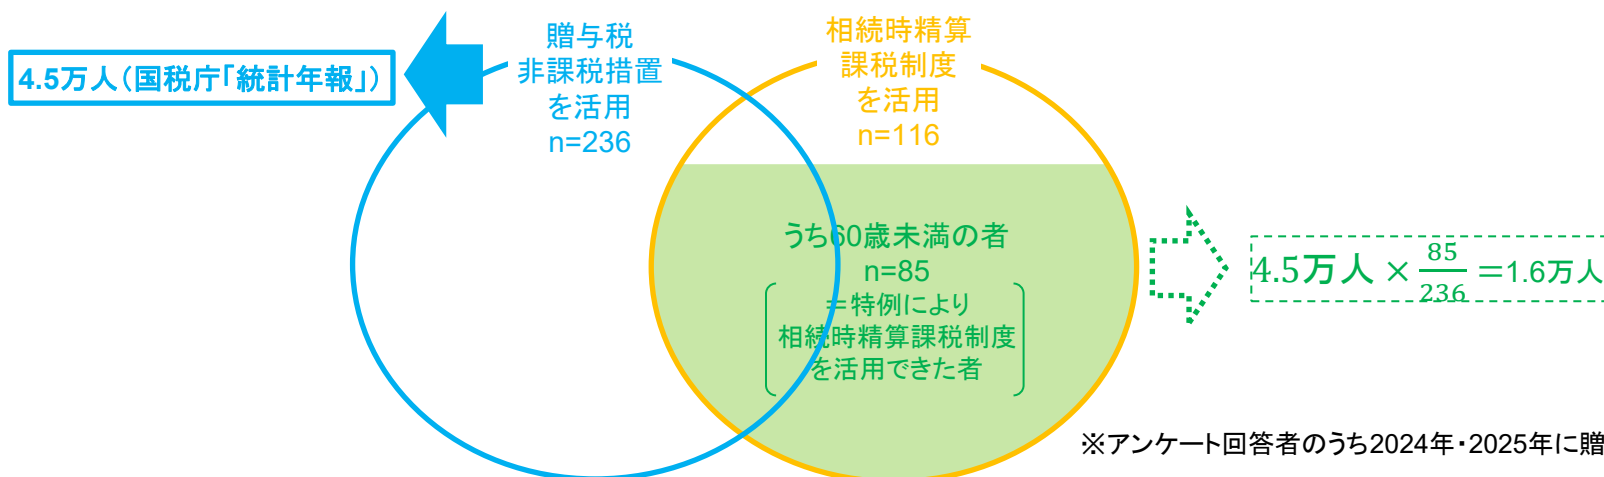 4.5万人(国税庁「統計年報」)
贈与税
非課税措置
を活用
n=236
相続時精算
課税制度
を活用
n=116
うち60歳未満の者
n=85
=特例により
相続時精算課税制度
を活用できた者
4.5万人 × 85/236 =1.6万人
※アンケート回答者のうち2024年・2025年に贈